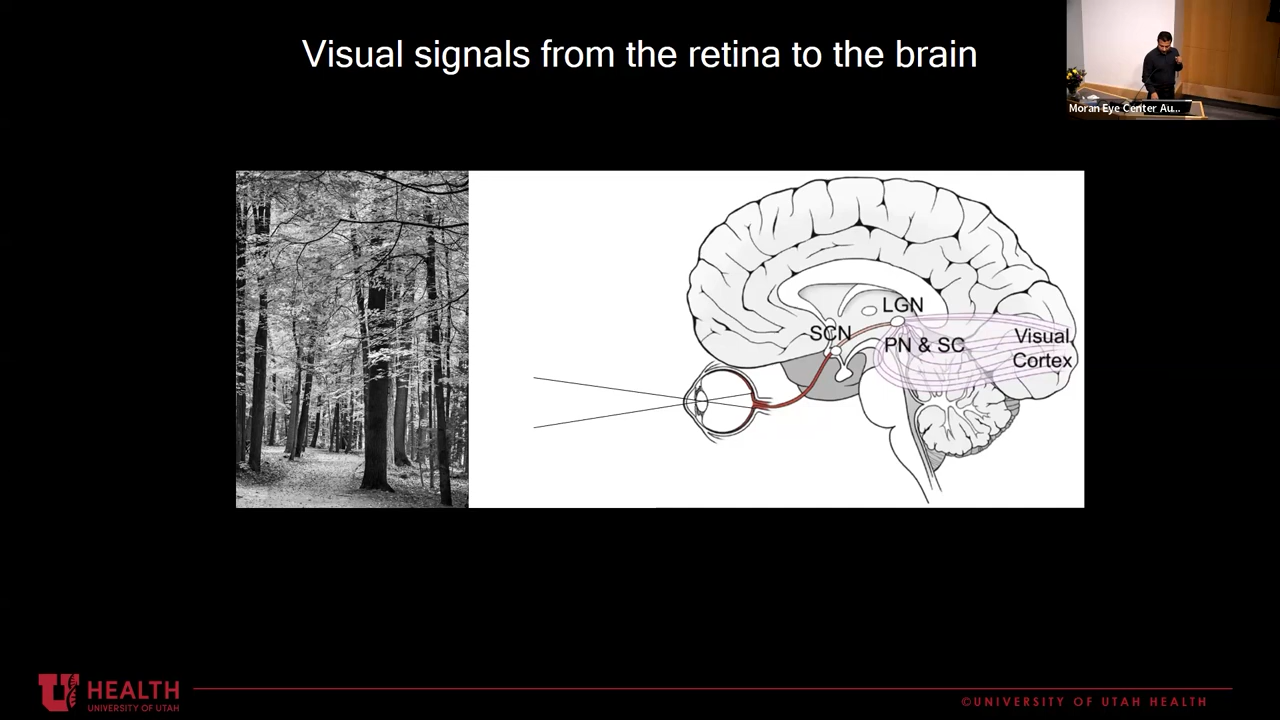 Visual signals from the retina to the brain
Moran Eye Center Au...
LGN
SCN
PN & SC
Visual
Cortex
U
HEALTH
UNIVERSITY OF UTAH
©UNIVERSITY OF UTAH HEALTH